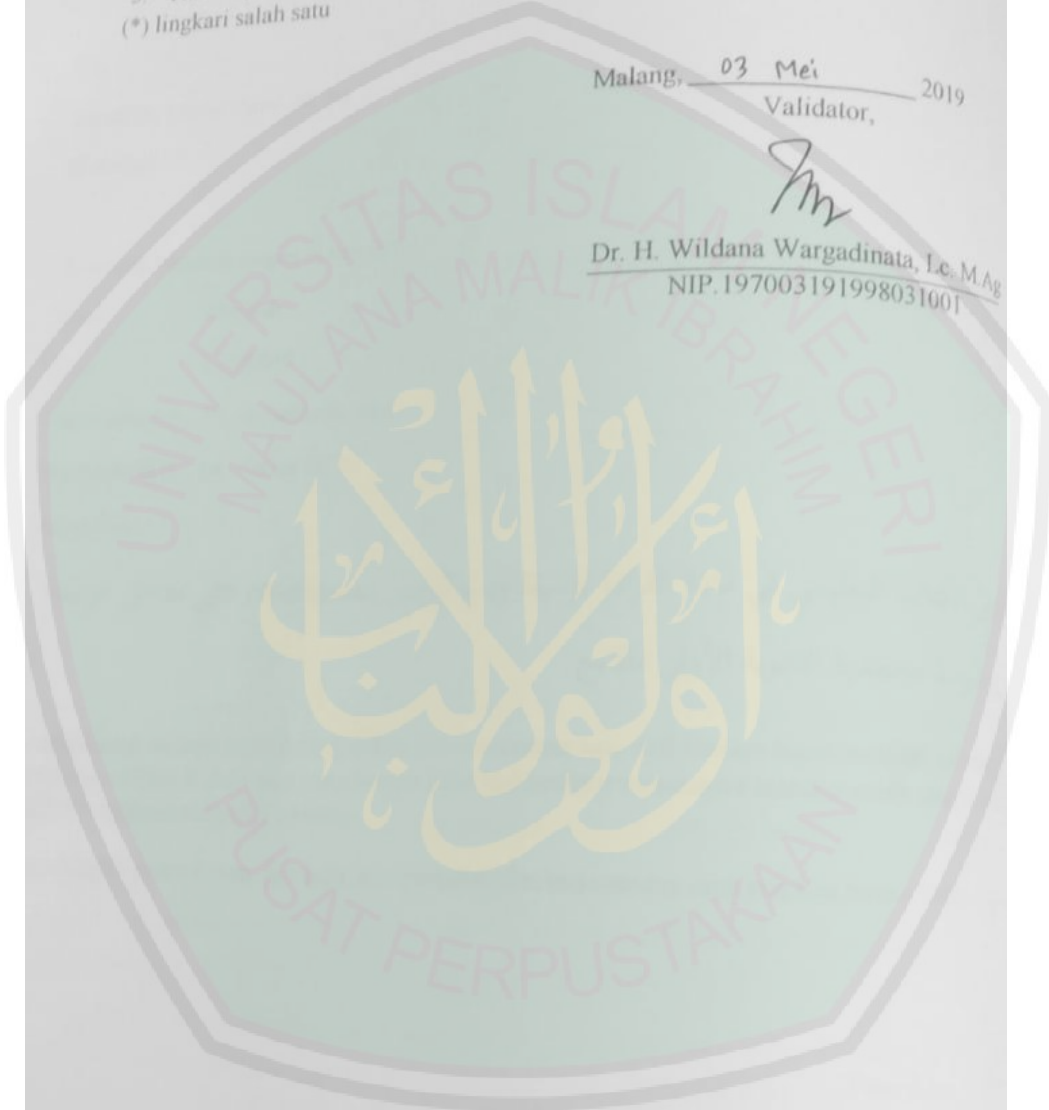 (*) lingkari salah satu
Malang, 03 Mei 2019
Validator,
Dr. H. Wildana Wargadinata, Lc. M.Ag
NIP. 197003191998031001
UNIVERSITAS ISLAM NEGERI
MAULANA MALIK IBRAHIM
أولو الألباب
PUSAT PERPUSTAKAAN